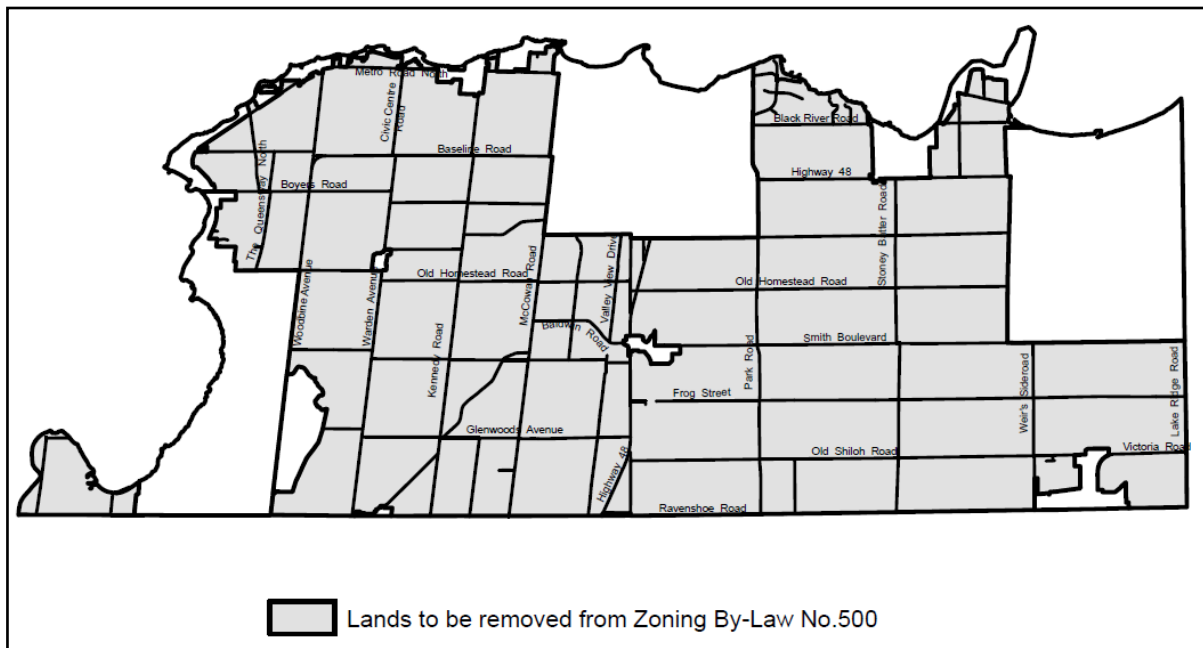 Metro Road North
Civic Centre
Road
Black River Road
Baseline Road
The Queensway North
Boyers Road
Highway 48
Stoney Batter Road
Old Homestead Road
Valley View Drive
Old Homestead Road
Woodbine Avenue
Warden Avenue
McCowan Road
Baldwin Road
Smith Boulevard
Kennedy Road
Park Road
Frog Street
Weir's Sideroad
Lake Ridge Road
Glenwoods Avenue
Old Shiloh Road
Victoria Road
Highway 48
Ravenshoe Road
Lands to be removed from Zoning By-Law No.500